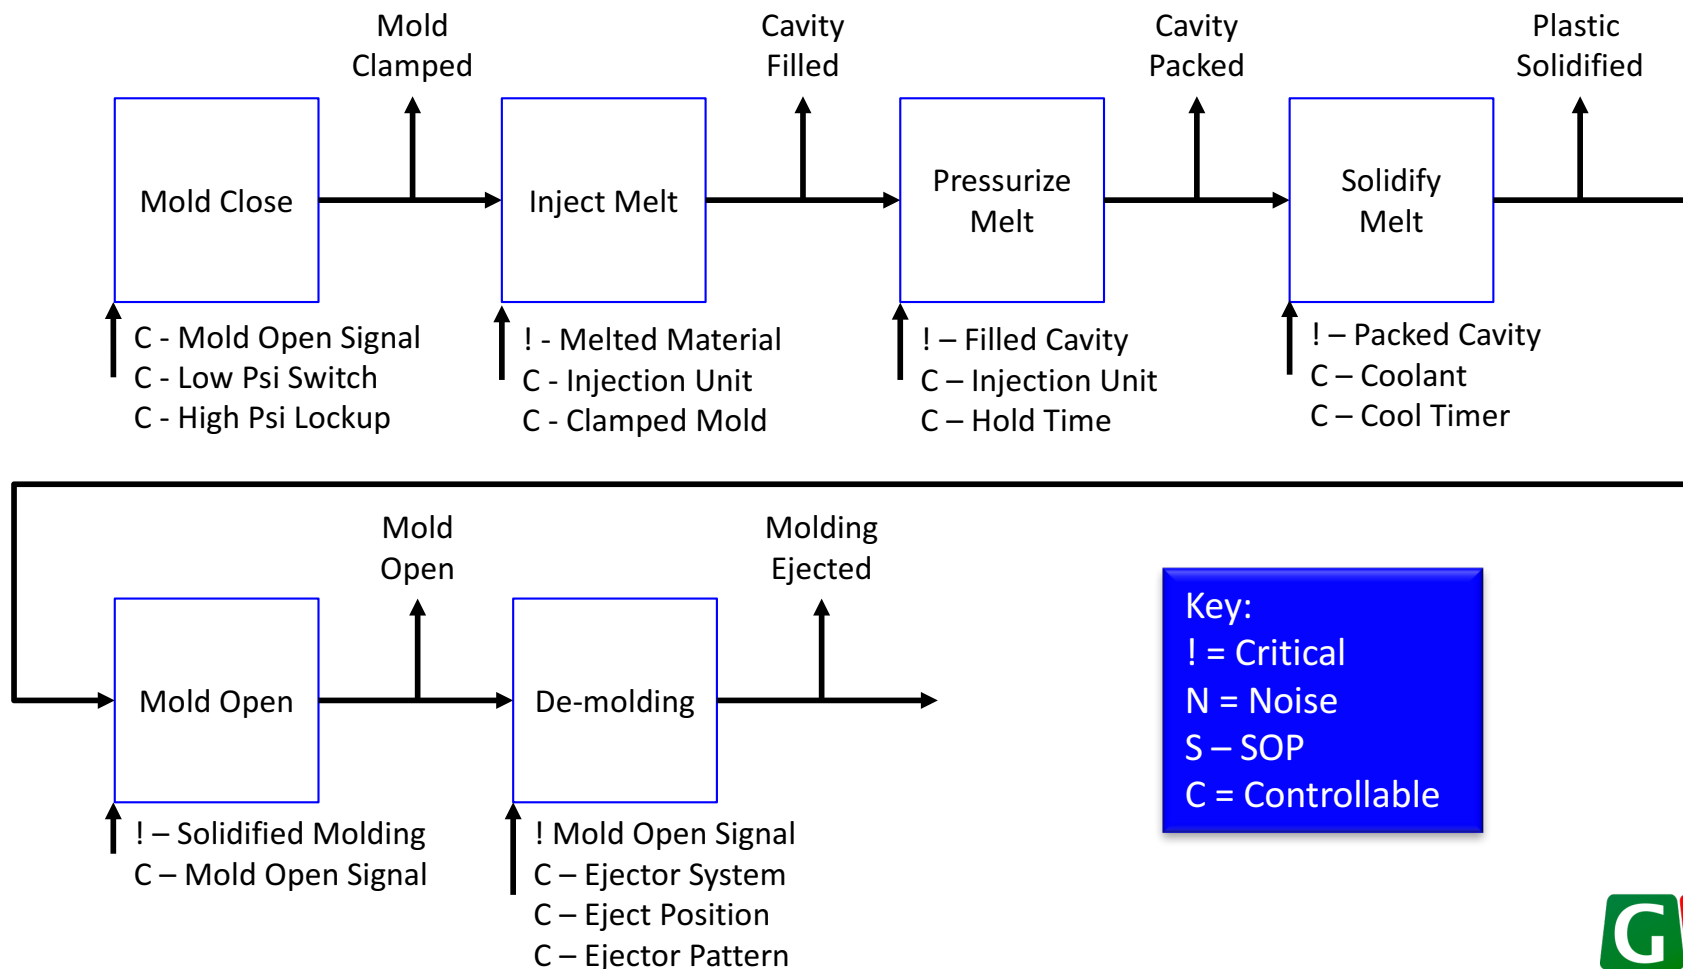 Mold
Clamped
Cavity
Filled
Cavity
Packed
Plastic
Solidified
Mold Close
Inject Melt
Pressurize
Melt
Solidify
Melt
C - Mold Open Signal
C - Low Psi Switch
C - High Psi Lockup
! - Melted Material
C - Injection Unit
C - Clamped Mold
! – Filled Cavity
C – Injection Unit
C – Hold Time
! – Packed Cavity
C – Coolant
C – Cool Timer
Mold
Open
Molding
Ejected
Mold Open
De-molding
! – Solidified Molding
C – Mold Open Signal
! Mold Open Signal
C – Ejector System
C – Eject Position
C – Ejector Pattern
Key:
! = Critical
N = Noise
S – SOP
C = Controllable
G